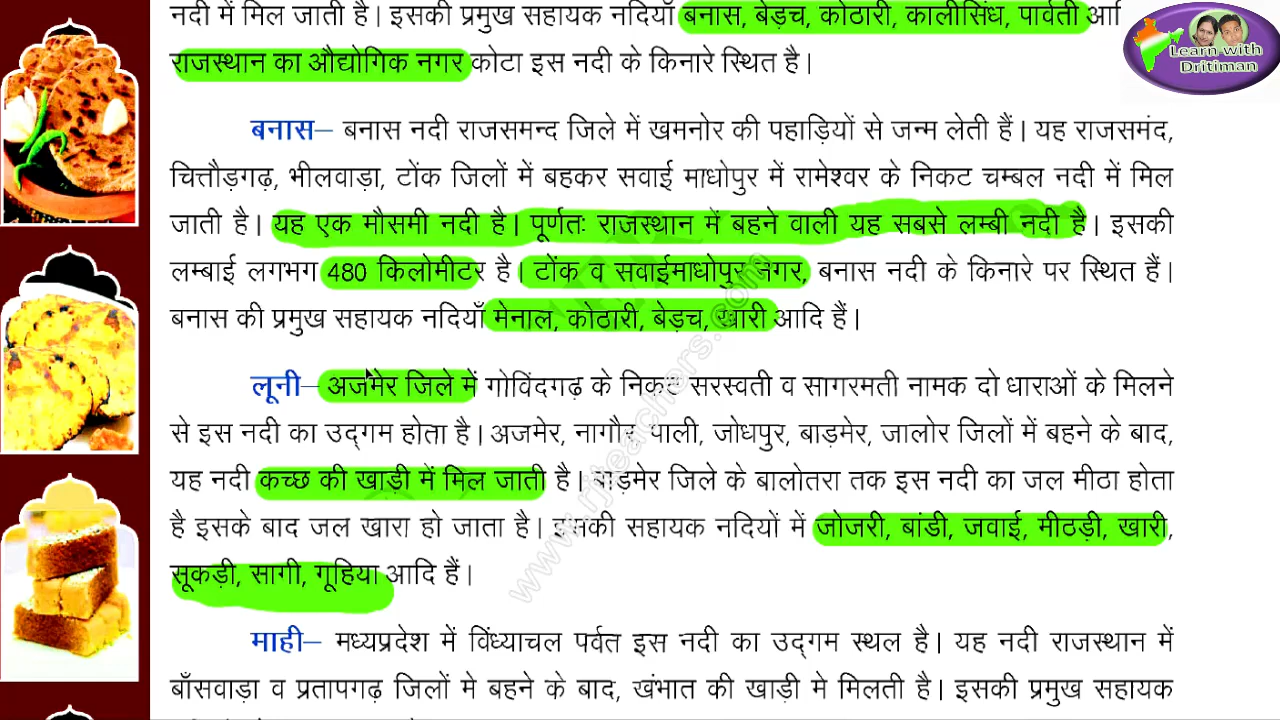 नदी में मिल जाती है। इसकी प्रमुख सहायक नदियाँ बनास, बेड़च, कोठारी, कालीसिंध, पार्वती आ
राजस्थान का औद्योगिक नगर कोटा इस नदी के किनारे स्थित है।
Learn with
Dritiman
बनास– बनास नदी राजसमन्द जिले में खमनोर की पहाड़ियों से जन्म लेती हैं। यह राजसमंद,
चित्तौड़गढ़, भीलवाड़ा, टोंक जिलों में बहकर सवाई माधोपुर में रामेश्वर के निकट चम्बल नदी में मिल
जाती है। यह एक मौसमी नदी है। पूर्णतः राजस्थान में बहने वाली यह सबसे लम्बी नदी है। इसकी
लम्बाई लगभग 480 किलोमीटर है। टोंक व सवाईमाधोपुर नगर, बनास नदी के किनारे पर स्थित हैं।
बनास की प्रमुख सहायक नदियाँ मेनाल, कोठारी, बेड़च, खारी आदि हैं।
लूनी– अजमेर जिले में गोविंदगढ़ के निकट सरस्वती व सागरमती नामक दो धाराओं के मिलने
से इस नदी का उद्गम होता है। अजमेर, नागौर, पाली, जोधपुर, बाड़मेर, जालोर जिलों में बहने के बाद,
यह नदी कच्छ की खाड़ी में मिल जाती है। बाड़मेर जिले के बालोतरा तक इस नदी का जल मीठा होता
है इसके बाद जल खारा हो जाता है। इसकी सहायक नदियों में जोजरी, बांडी, जवाई, मीठड़ी, खारी,
सूकड़ी, सागी, गूहिया आदि हैं।
www.rjteachers.com
माही– मध्यप्रदेश में विंध्याचल पर्वत इस नदी का उद्गम स्थल है। यह नदी राजस्थान में
बाँसवाड़ा व प्रतापगढ़ जिलों मे बहने के बाद, खंभात की खाड़ी मे मिलती है। इसकी प्रमुख सहायक